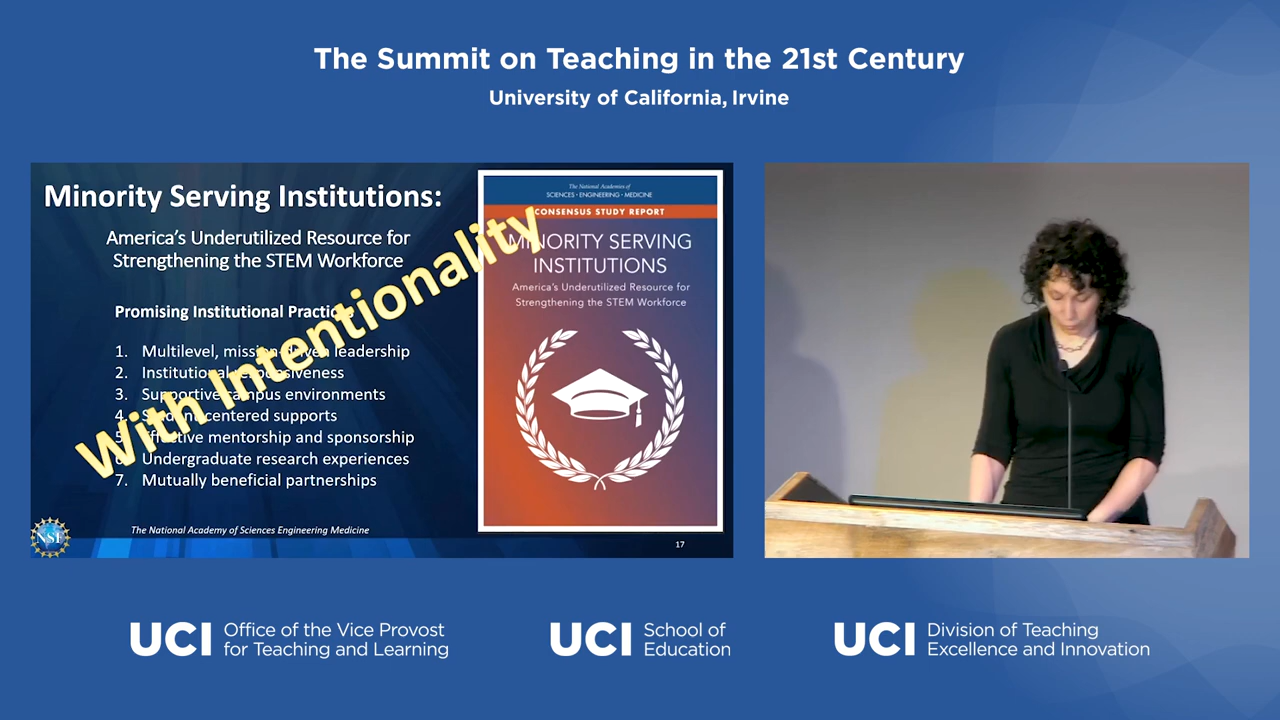 The Summit on Teaching in the 21st Century
University of California, Irvine
Minority Serving Institutions:
America's Underutilized Resource for
Strengthening the STEM Workforce
Promising Institutional Practices
1. Multilevel, mission-driven leadership
2. Institutional responsiveness
3. Supportive campus environments
4. Student-centered supports
5. Effective mentorship and sponsorship
6. Undergraduate research experiences
7. Mutually beneficial partnerships
With Intentionality
The National Academy of Sciences Engineering Medicine
NSF
17
The National Academies of
SCIENCES · ENGINEERING · MEDICINE
CONSENSUS STUDY REPORT
MINORITY SERVING
INSTITUTIONS
America's Underutilized Resource for
Strengthening the STEM Workforce
UCI Office of the Vice Provost
for Teaching and Learning
UCI School of
Education
UCI Division of Teaching
Excellence and Innovation